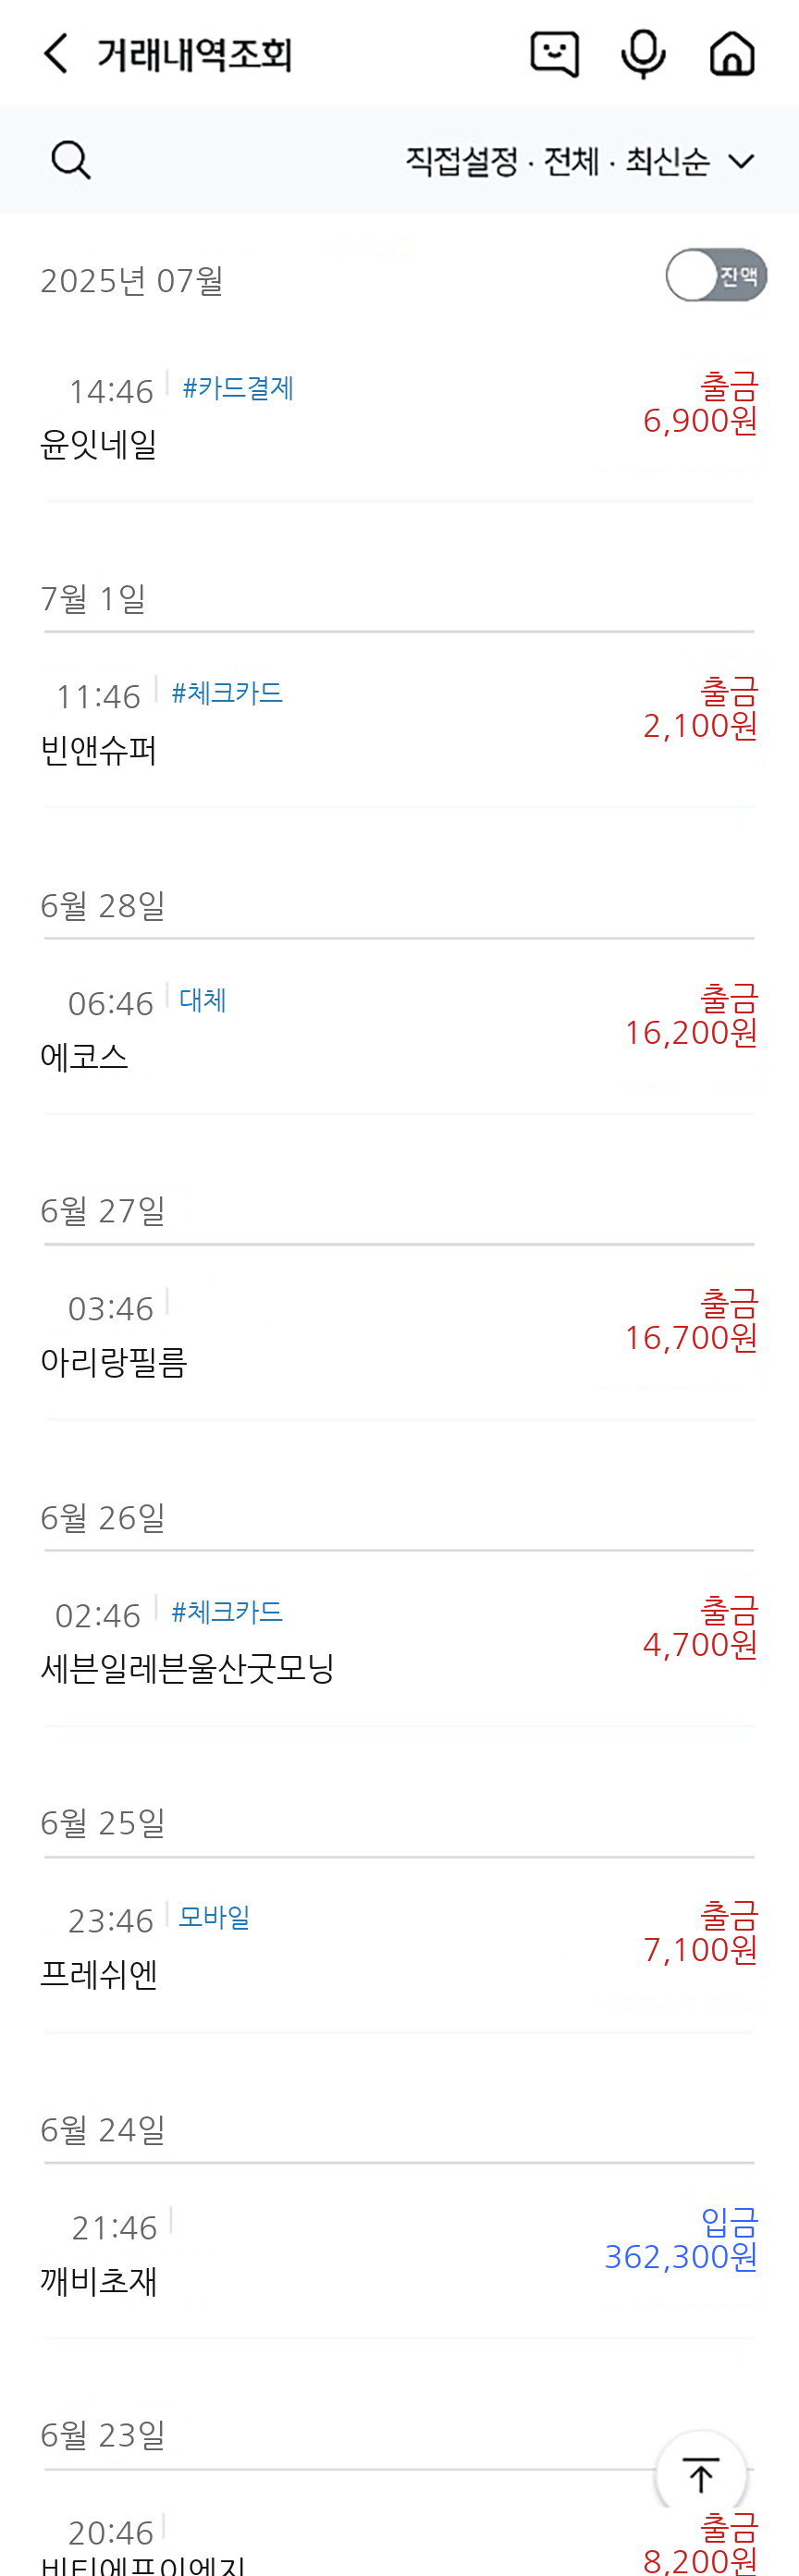 거래내역조회
직접설정 · 전체 · 최신순
2025년 07월
잔액
14:46 #카드결제
출금
6,900원
윤잇네일
7월 1일
11:46 #체크카드
출금
2,100원
빈앤슈퍼
6월 28일
06:46 대체
출금
16,200원
에코스
6월 27일
03:46
출금
16,700원
아리랑필름
6월 26일
02:46 #체크카드
출금
4,700원
세븐일레븐울산굿모닝
6월 25일
23:46 모바일
출금
7,100원
프레쉬엔
6월 24일
21:46
입금
362,300원
깨비초재
6월 23일
20:46
출금
8,200원
비티에프이엔지